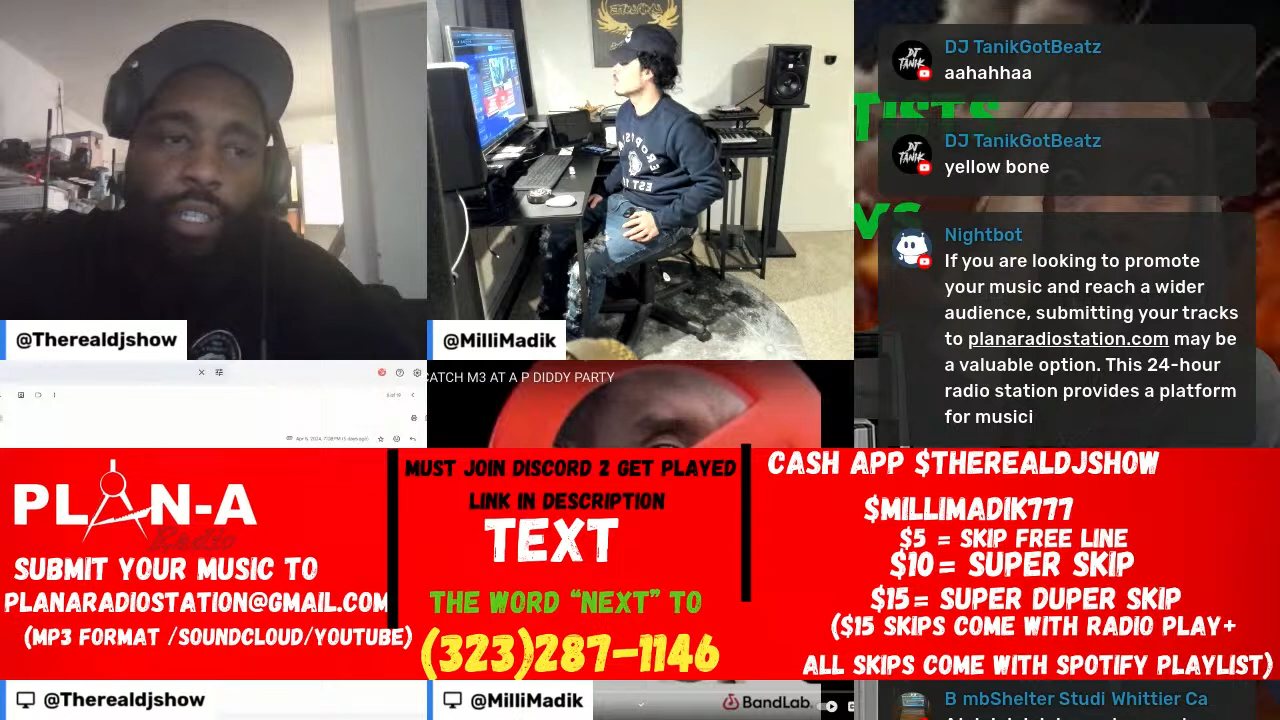 @Therealdjshow
@MilliMadik
DJ TanikGotBeatz
aahahhaa
DJ TanikGotBeatz
yellow bone
Nightbot
If you are looking to promote
your music and reach a wider
audience, submitting your tracks
to planaradiostation.com may be
a valuable option. This 24-hour
radio station provides a platform
for musici
CATCH M3 AT A P DIDDY PARTY
PLAN-A
Radio
SUBMIT YOUR MUSIC TO
PLANARADIOSTATION@GMAIL.COM
(MP3 FORMAT /SOUNDCLOUD/YOUTUBE)
MUST JOIN DISCORD 2 GET PLAYED
LINK IN DESCRIPTION
TEXT
THE WORD “NEXT” TO
(323)287-1146
CASH APP $THEREALDJSHOW
$MILLIMADIK777
$5 = SKIP FREE LINE
$10 = SUPER SKIP
$15= SUPER DUPER SKIP
($15 SKIPS COME WITH RADIO PLAY+
ALL SKIPS COME WITH SPOTIFY PLAYLIST)
@Therealdjshow
@MilliMadik
BandLab
B mbShelter Studi Whittier Ca